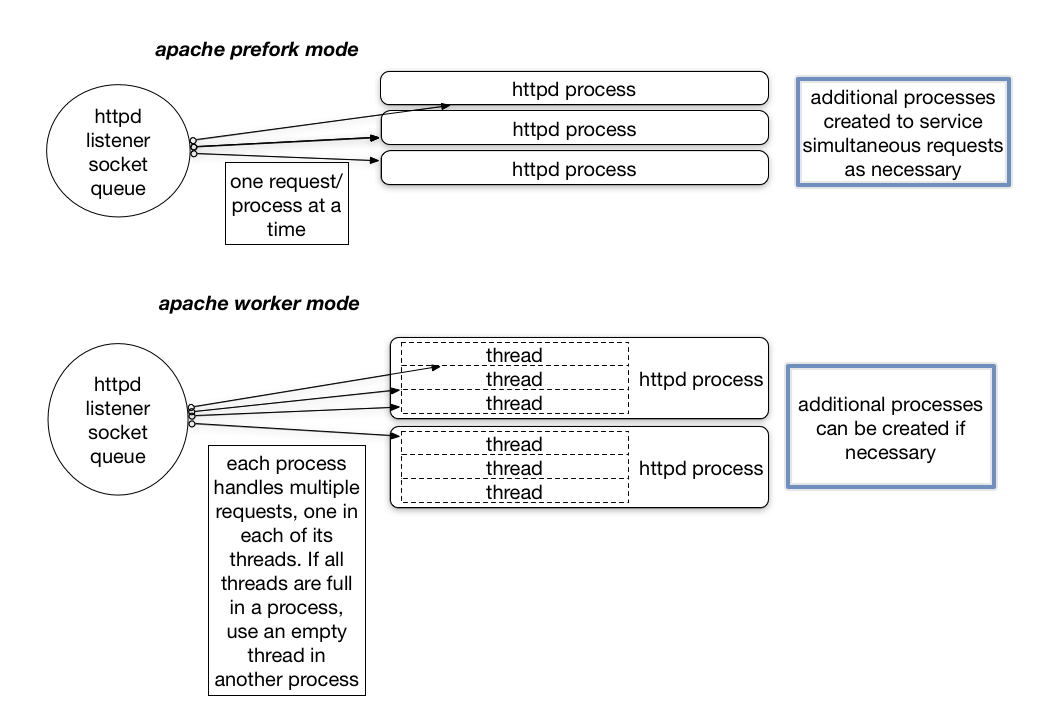 apache prefork mode
httpd
listener
socket
queue
httpd process
httpd process
httpd process
one request/
process at a
time
additional processes
created to service
simultaneous requests
as necessary
apache worker mode
httpd
listener
socket
queue
thread
thread
thread
httpd process
thread
thread
thread
httpd process
each process
handles multiple
requests, one in
each of its
threads. If all
threads are full
in a process,
use an empty
thread in
another process
additional processes
can be created if
necessary